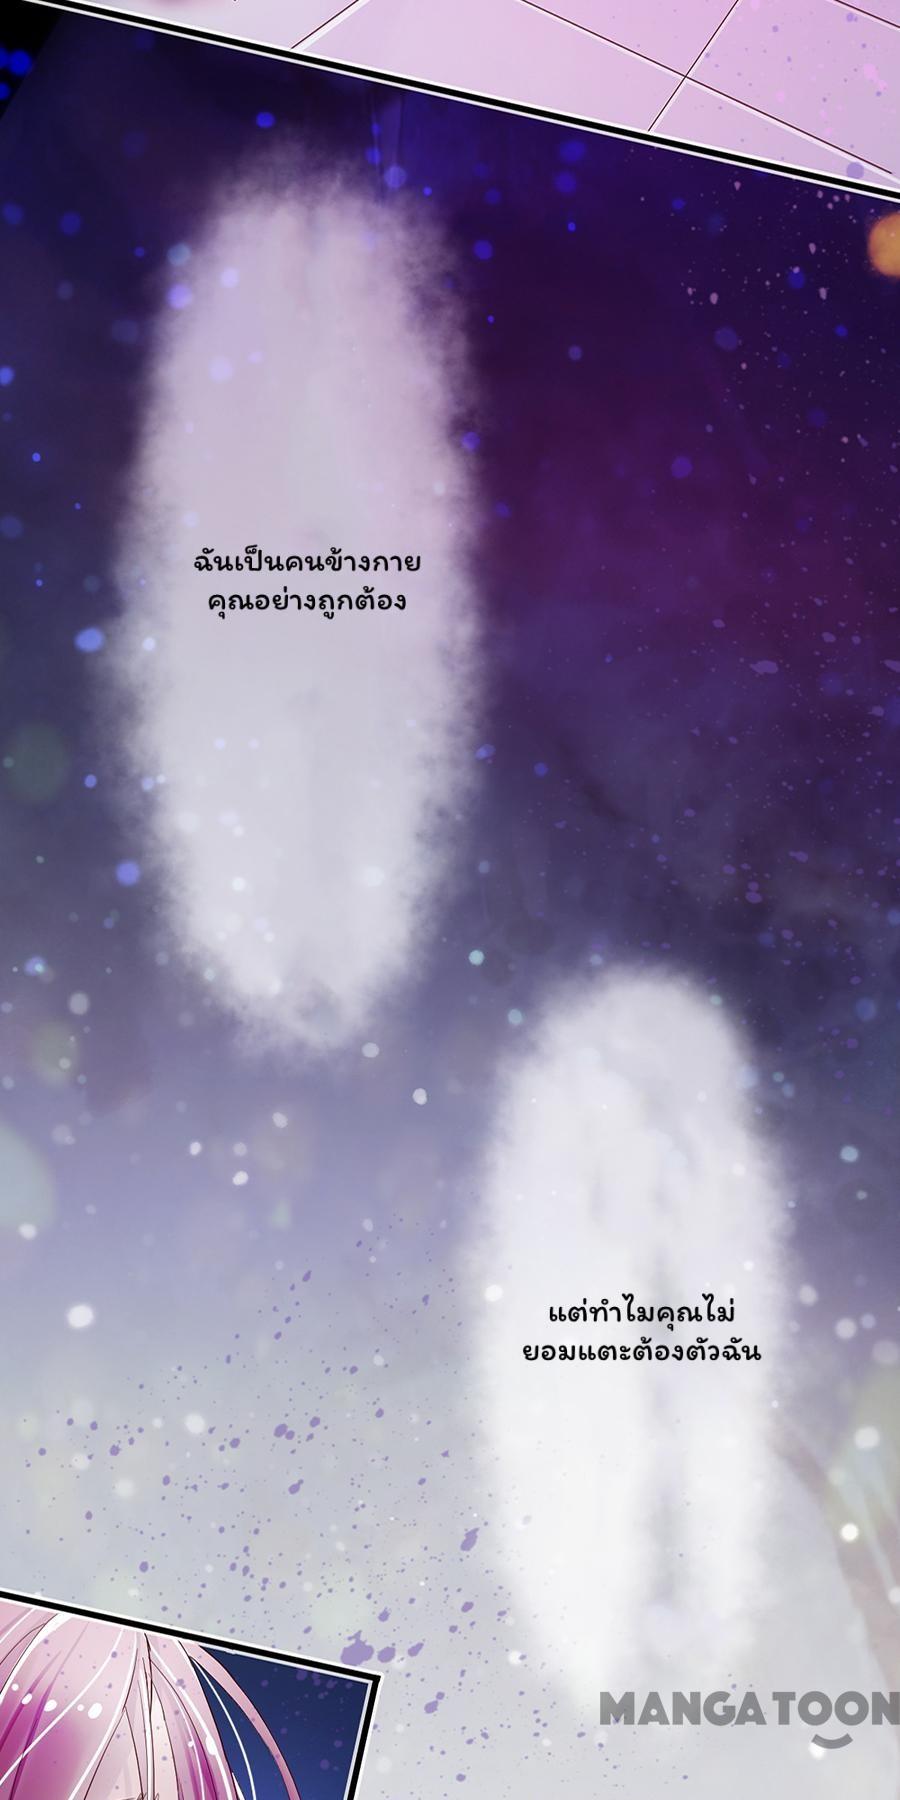 ฉันเป็นคนข้างกาย
คุณอย่างถูกต้อง
แต่ทำไมคุณไม่
ยอมแตะต้องตัวฉัน
MANGA TOON